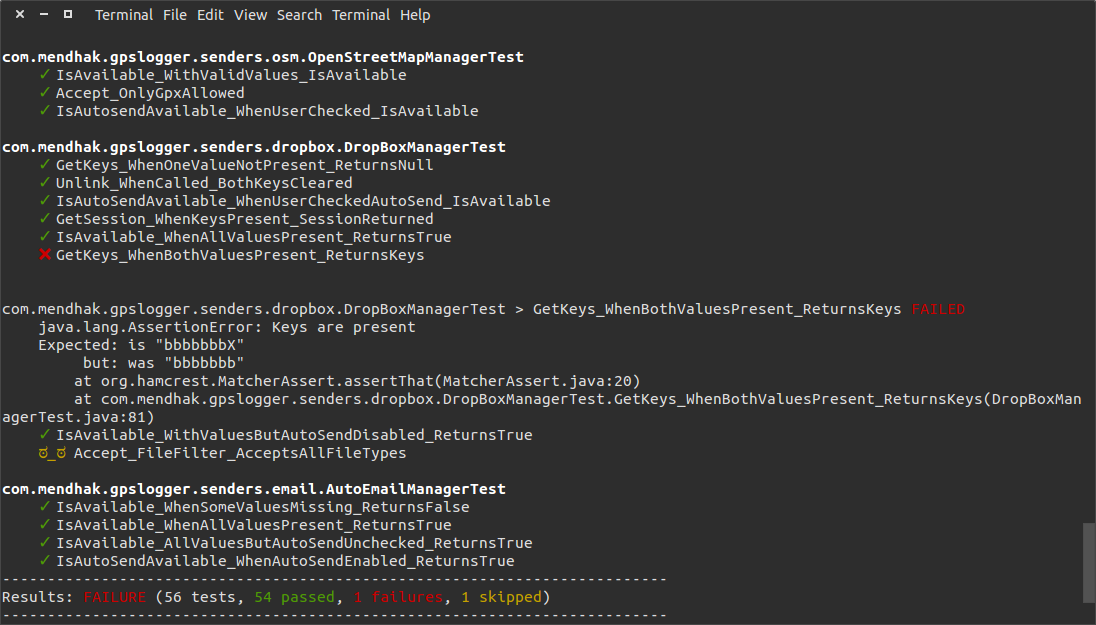 Terminal File Edit View Search Terminal Help
com.mendhak.gpslogger.senders.osm.OpenStreetMapManagerTest
✓ IsAvailable_WithValidValues_IsAvailable
✓ Accept_OnlyGpxAllowed
✓ IsAutosendAvailable_WhenUserChecked_IsAvailable
com.mendhak.gpslogger.senders.dropbox.DropBoxManagerTest
✓ GetKeys_WhenOneValueNotPresent_ReturnsNull
✓ Unlink_WhenCalled_BothKeysCleared
✓ IsAutoSendAvailable_WhenUserCheckedAutoSend_IsAvailable
✓ GetSession_WhenKeysPresent_SessionReturned
✓ IsAvailable_WhenAllValuesPresent_ReturnsTrue
❌ GetKeys_WhenBothValuesPresent_ReturnsKeys
com.mendhak.gpslogger.senders.dropbox.DropBoxManagerTest > GetKeys_WhenBothValuesPresent_ReturnsKeys FAILED
java.lang.AssertionError: Keys are present
Expected: is "bbbbbbbX"
but: was "bbbbbbb"
at org.hamcrest.MatcherAssert.assertThat(MatcherAssert.java:20)
at com.mendhak.gpslogger.senders.dropbox.DropBoxManagerTest.GetKeys_WhenBothValuesPresent_ReturnsKeys(DropBoxMan
agerTest.java:81)
✓ IsAvailable_WithValuesButAutoSendDisabled_ReturnsTrue
ಠ_ಠ Accept_FileFilter_AcceptsAllFileTypes
com.mendhak.gpslogger.senders.email.AutoEmailManagerTest
✓ IsAvailable_WhenSomeValuesMissing_ReturnsFalse
✓ IsAvailable_WhenAllValuesPresent_ReturnsTrue
✓ IsAvailable_AllValuesButAutoSendUnchecked_ReturnsTrue
✓ IsAutoSendAvailable_WhenAutoSendEnabled_ReturnsTrue
--------------------------------------------------------------------------
Results: FAILURE (56 tests, 54 passed, 1 failures, 1 skipped)
--------------------------------------------------------------------------